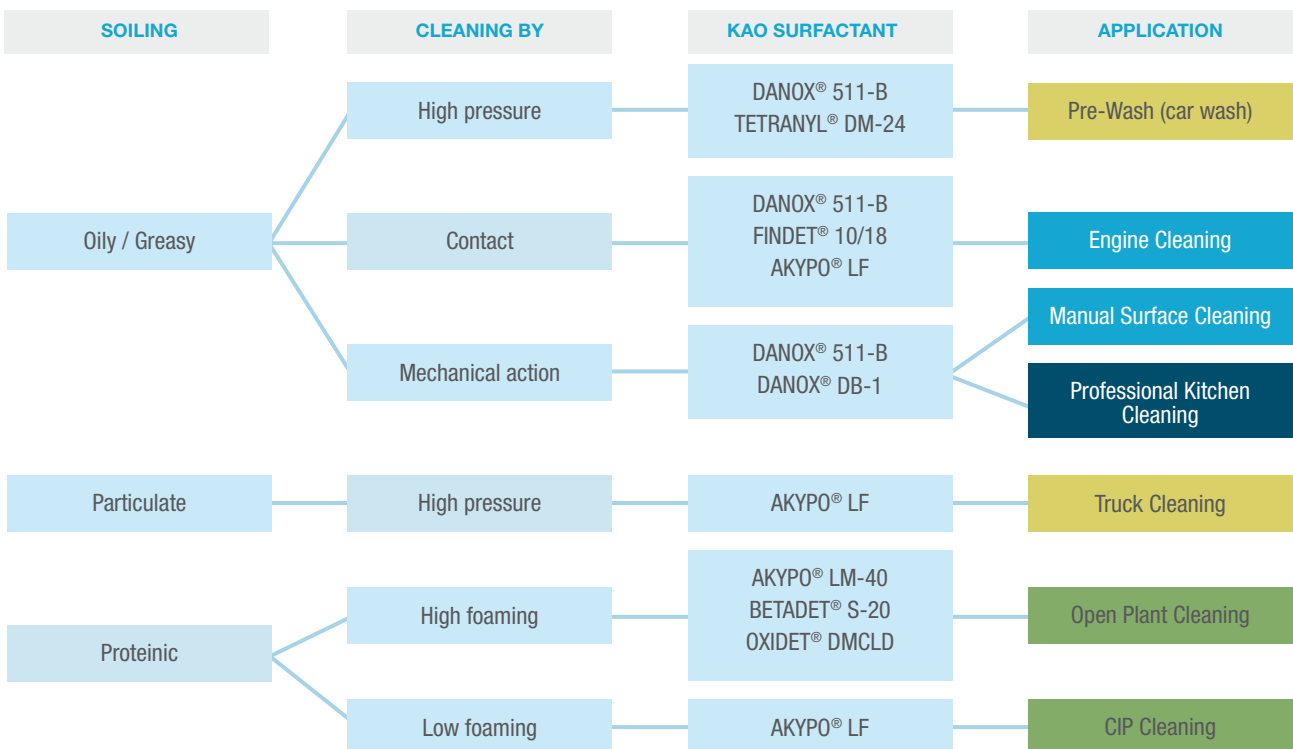 SOILING
CLEANING BY
KAO SURFACTANT
APPLICATION
Oily / Greasy
High pressure
DANOX® 511-B
TETRANYL® DM-24
Pre-Wash (car wash)
Contact
DANOX® 511-B
FINDET® 10/18
AKYPO® LF
Engine Cleaning
Mechanical action
DANOX® 511-B
DANOX® DB-1
Manual Surface Cleaning
Professional Kitchen
Cleaning
Particulate
High pressure
AKYPO® LF
Truck Cleaning
Proteinic
High foaming
AKYPO® LM-40
BETADET® S-20
OXIDET® DMCLD
Open Plant Cleaning
Low foaming
AKYPO® LF
CIP Cleaning